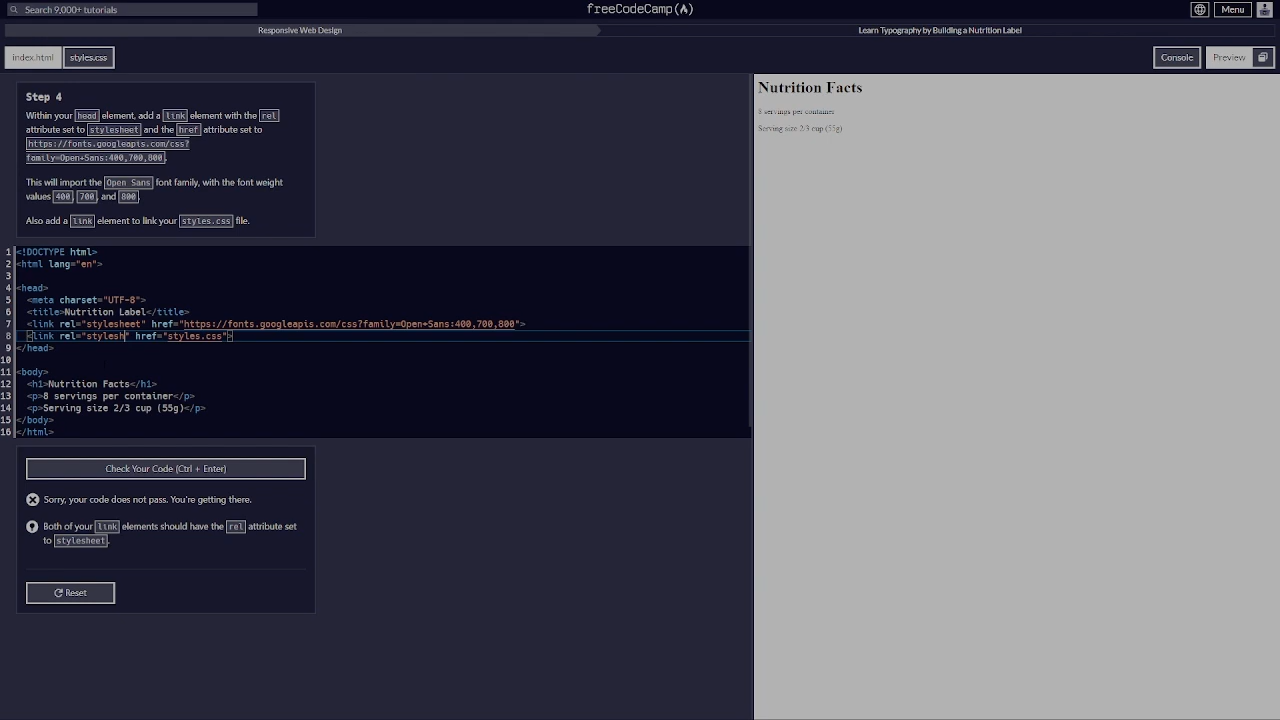 Search 9,000+ tutorials
freeCodeCamp
Menu
Responsive Web Design
Learn Typography by Building a Nutrition Label
index.html
styles.css
Console
Preview
Step 4
Within your head element, add a link element with the rel
attribute set to stylesheet and the href attribute set to
https://fonts.googleapis.com/css?
family=Open+Sans:400,700,800.
This will import the Open Sans font family, with the font weight
values 400, 700, and 800.
Also add a link element to link your styles.css file.
1 <!DOCTYPE html>
2 <html lang="en">
3
4 <head>
5 <meta charset="UTF-8">
6 <title>Nutrition Label</title>
7 <link rel="stylesheet" href="https://fonts.googleapis.com/css?family=Open+Sans:400,700,800">
8 <link rel="stylesh" href="styles.css">
9 </head>
10
11 <body>
12 <h1>Nutrition Facts</h1>
13 <p>8 servings per container</p>
14 <p>Serving size 2/3 cup (55g)</p>
15 </body>
16 </html>
Check Your Code (Ctrl + Enter)
Sorry, your code does not pass. You're getting there.
Both of your link elements should have the rel attribute set
to stylesheet.
Reset
Nutrition Facts
8 servings per container
Serving size 2/3 cup (55g)